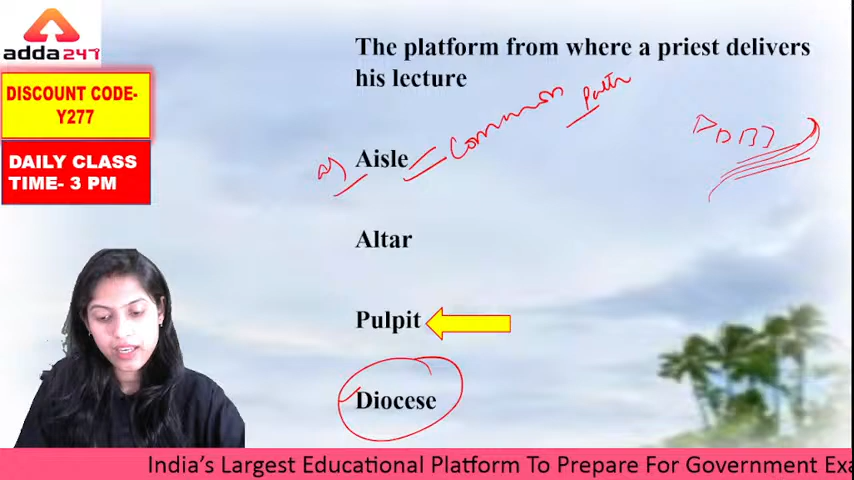 adda247
DISCOUNT CODE-
Y277
DAILY CLASS
TIME- 3 PM
The platform from where a priest delivers
his lecture
a) Aisle = Common Path
Altar
Pulpit
Diocese
India's Largest Educational Platform To Prepare For Government Exa